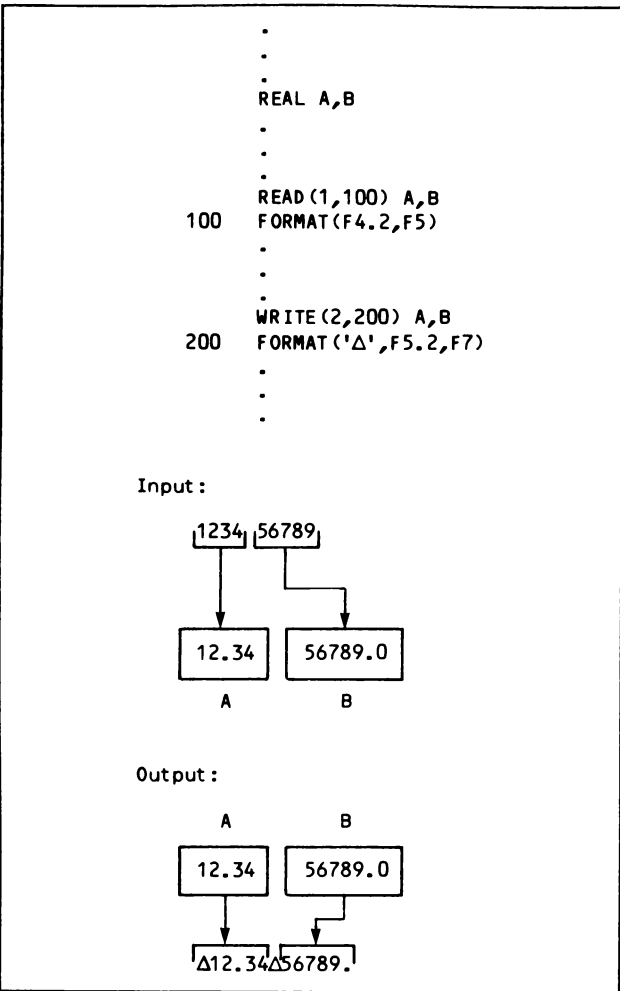 .
.
.
REAL A,B
.
.
.
READ(1,100) A,B
100 FORMAT(F4.2,F5)
.
.
.
WRITE(2,200) A,B
200 FORMAT('Δ',F5.2,F7)
.
.
.
Input:
1234 56789
12.34 56789.0
A B
Output:
A B
12.34 56789.0
Δ12.34Δ56789.